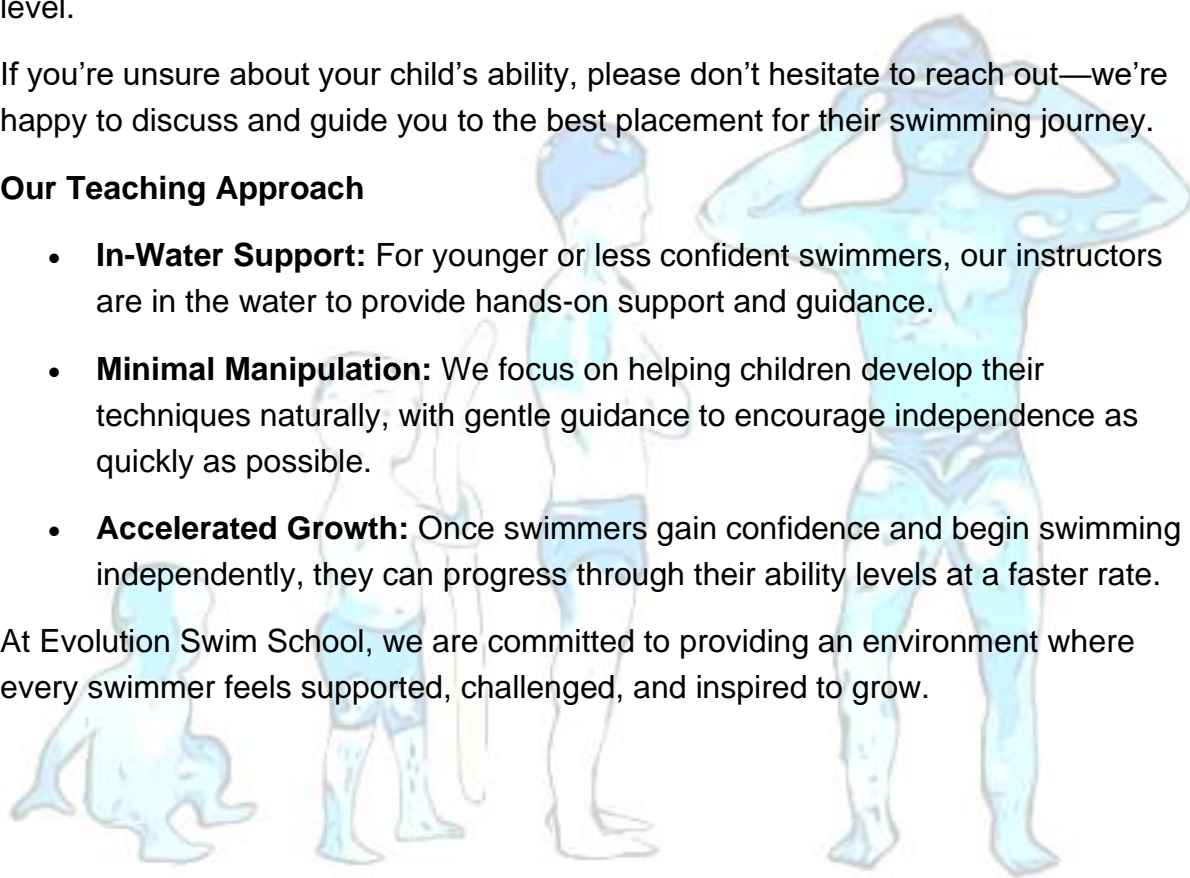 level.
If you’re unsure about your child’s ability, please don’t hesitate to reach out—we’re
happy to discuss and guide you to the best placement for their swimming journey.
Our Teaching Approach
• In-Water Support: For younger or less confident swimmers, our instructors
are in the water to provide hands-on support and guidance.
• Minimal Manipulation: We focus on helping children develop their
techniques naturally, with gentle guidance to encourage independence as
quickly as possible.
• Accelerated Growth: Once swimmers gain confidence and begin swimming
independently, they can progress through their ability levels at a faster rate.
At Evolution Swim School, we are committed to providing an environment where
every swimmer feels supported, challenged, and inspired to grow.